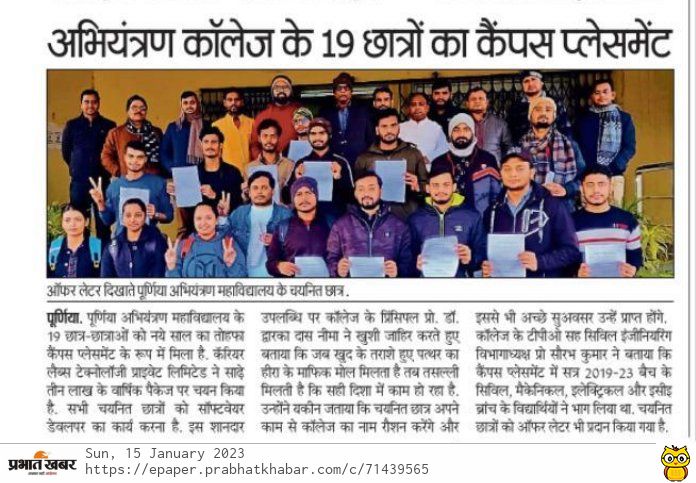 अभियंत्रण कॉलेज के 19 छात्रों का कैंपस प्लेसमेंट
ऑफर लेटर दिखाते पूर्णिया अभियंत्रण महाविद्यालय के चयनित छात्र.
पूर्णिया. पूर्णिया अभियंत्रण महाविद्यालय के
19 छात्र-छात्राओं को नये साल का तोहफा
कैंपस प्लेसमेंट के रूप में मिला है. कॅरियर
लैब्स टेक्नोलॉजी प्राइवेट लिमिटेड ने साढ़े
तीन लाख के वार्षिक पैकेज पर चयन किया
है. सभी चयनित छात्रों को सॉफ्टवेयर
डेवलपर का कार्य करना है. इस शानदार
उपलब्धि पर कॉलेज के प्रिंसिपल प्रो. डॉ.
द्वारका दास नीमा ने खुशी जाहिर करते हुए
बताया कि जब खुद के तराशे हुए पत्थर का
हीरा के माफिक मोल मिलता है तब तसल्ली
मिलती है कि सही दिशा में काम हो रहा है.
उन्होंने यकीन जताया कि चयनित छात्र अपने
काम से कॉलेज का नाम रौशन करेंगे और
इससे भी अच्छे सुअवसर उन्हें प्राप्त होंगे.
कॉलेज के टीपीओ सह सिविल इंजीनियरिंग
विभागाध्यक्ष प्रो सौरभ कुमार ने बताया कि
कैंपस प्लेसमेंट में सत्र 2019-23 बैच के
सिविल, मैकेनिकल, इलेक्ट्रिकल और इसीइ
ब्रांच के विद्यार्थियों ने भाग लिया था. चयनित
छात्रों को ऑफर लेटर भी प्रदान किया गया है.
प्रभात खबर
Sun, 15 January 2023
https://epaper.prabhatkhabar.com/c/71439565